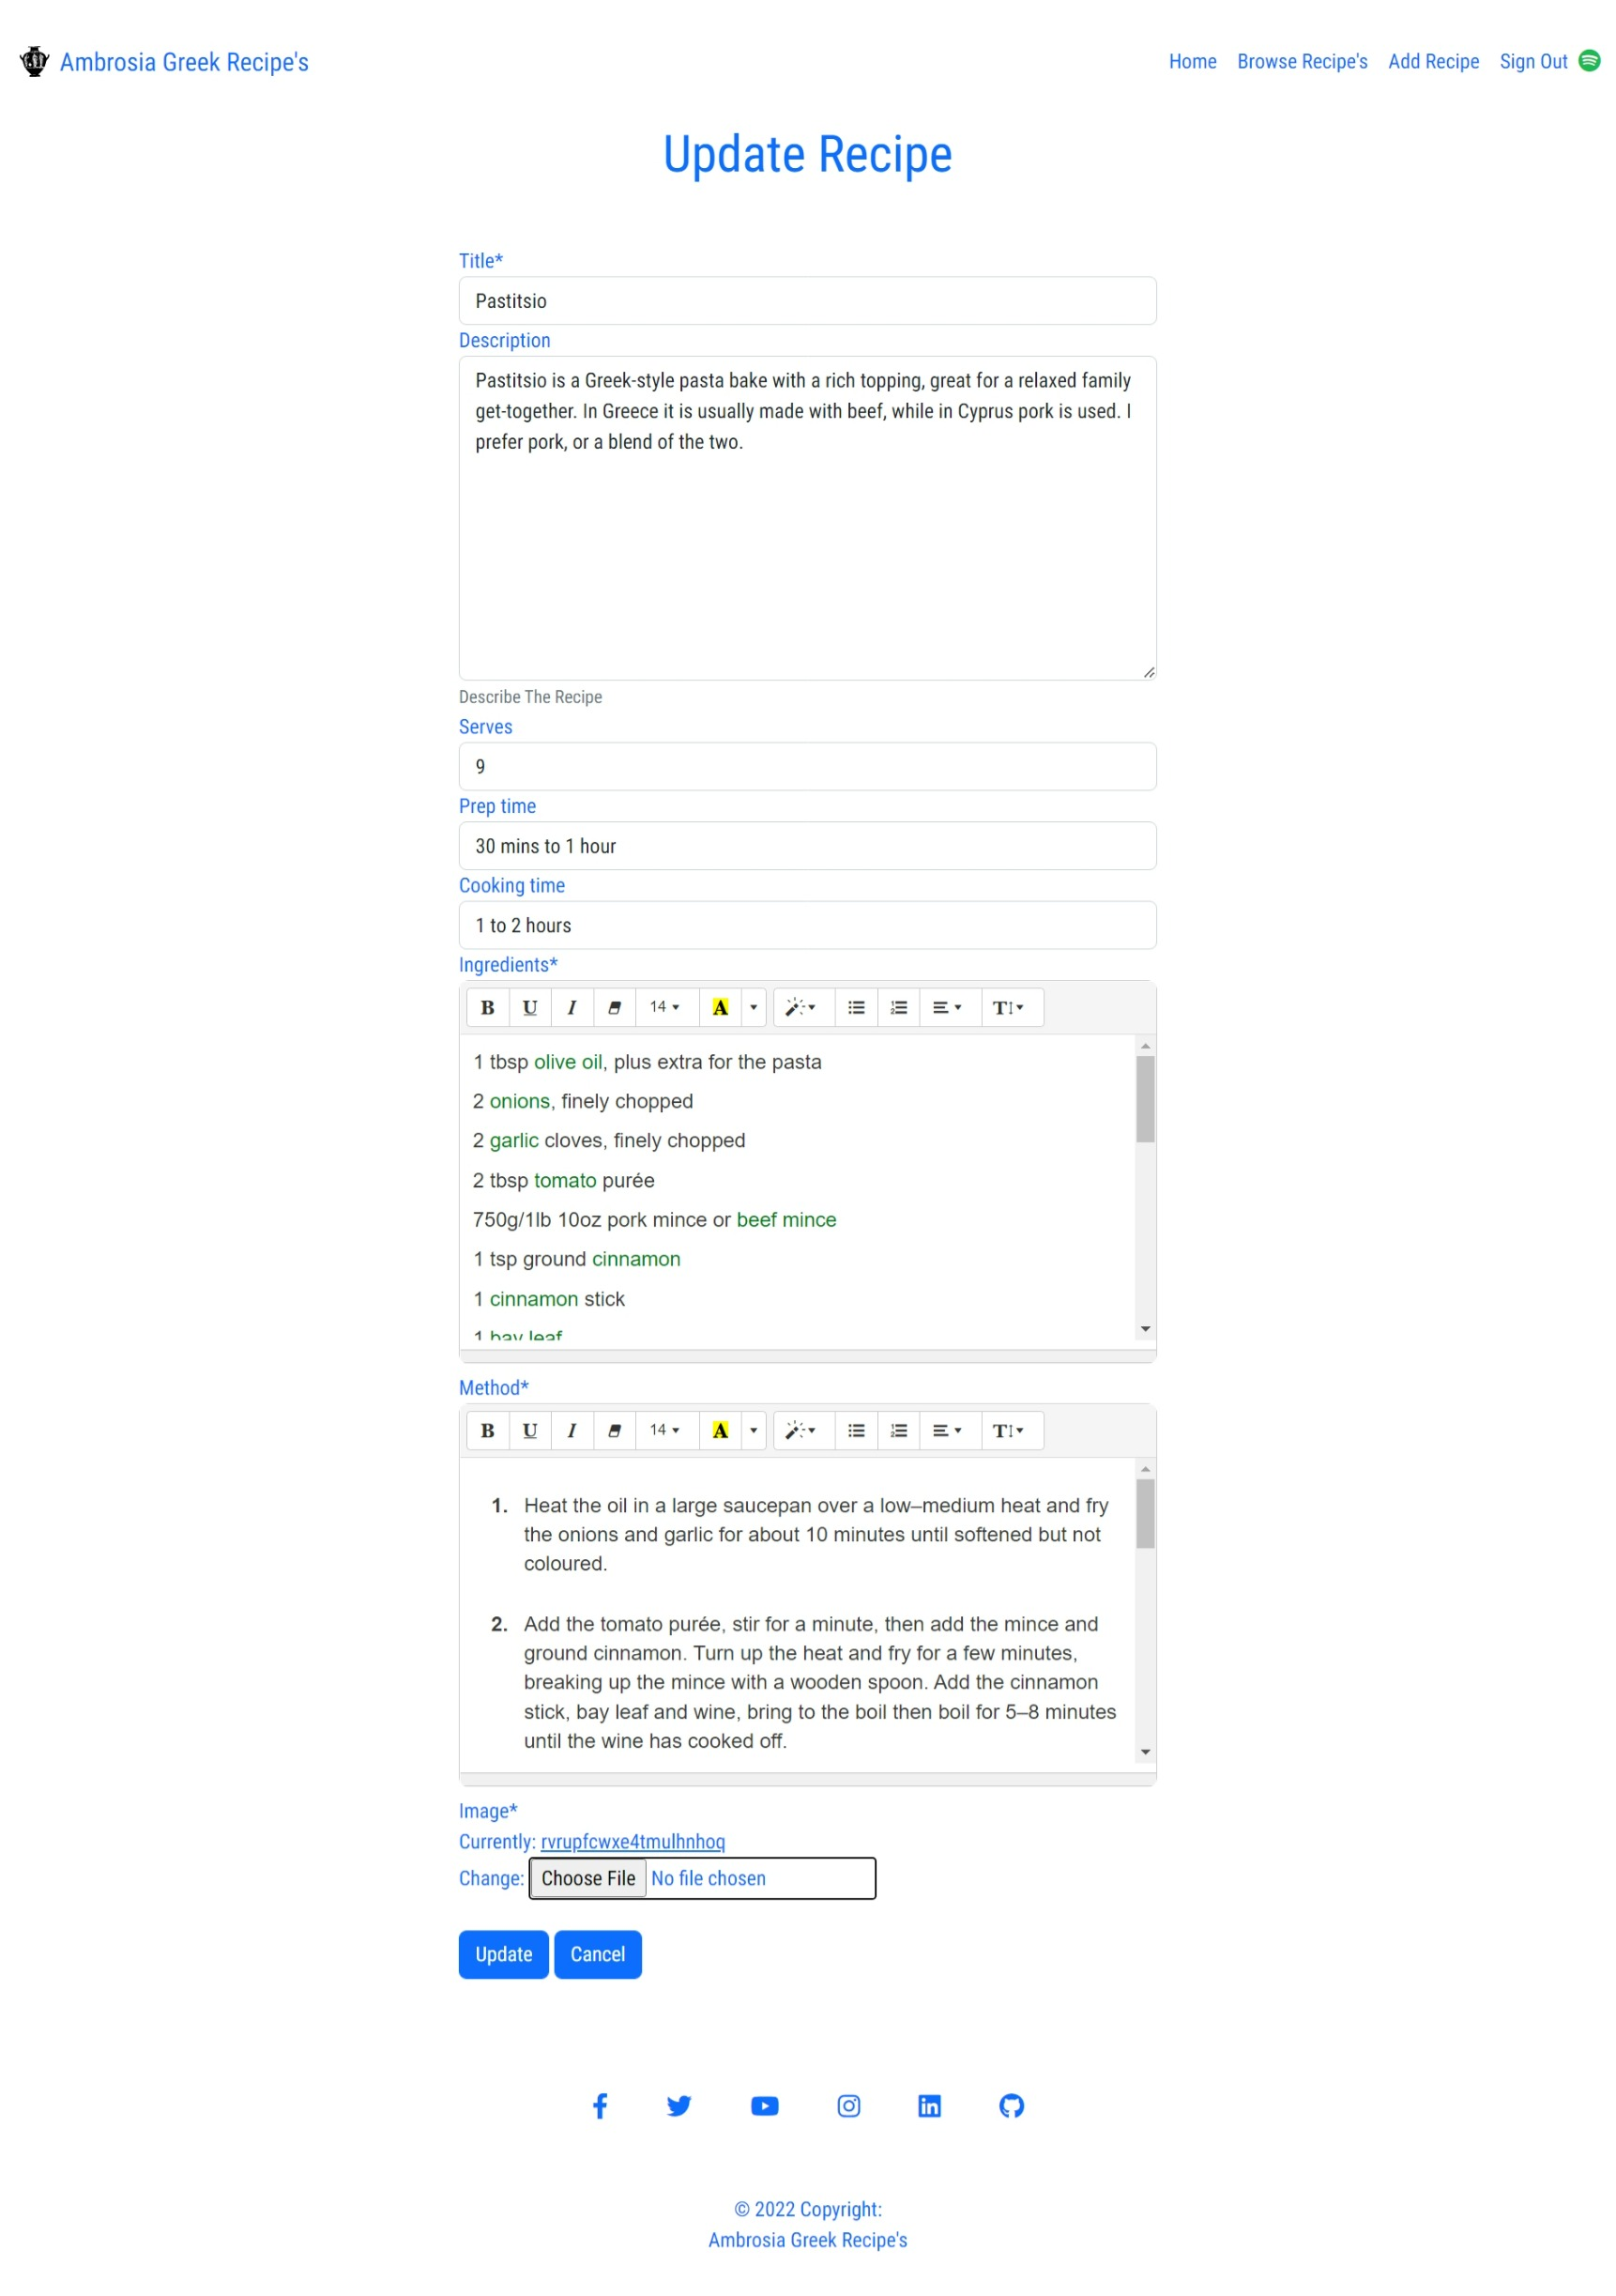 Ambrosia Greek Recipe's
Home Browse Recipe's Add Recipe Sign Out
Update Recipe
Title*
Pastitsio
Description
Pastitsio is a Greek-style pasta bake with a rich topping, great for a relaxed family
get-together. In Greece it is usually made with beef, while in Cyprus pork is used. I
prefer pork, or a blend of the two.
Describe The Recipe
Serves
9
Prep time
30 mins to 1 hour
Cooking time
1 to 2 hours
Ingredients*
B U I 14 A T
1 tbsp olive oil, plus extra for the pasta
2 onions, finely chopped
2 garlic cloves, finely chopped
2 tbsp tomato purée
750g/1lb 10oz pork mince or beef mince
1 tsp ground cinnamon
1 cinnamon stick
1 bay leaf
Method*
B U I 14 A T
1. Heat the oil in a large saucepan over a low–medium heat and fry
the onions and garlic for about 10 minutes until softened but not
coloured.
2. Add the tomato purée, stir for a minute, then add the mince and
ground cinnamon. Turn up the heat and fry for a few minutes,
breaking up the mince with a wooden spoon. Add the cinnamon
stick, bay leaf and wine, bring to the boil then boil for 5–8 minutes
until the wine has cooked off.
Image*
Currently: rvrupfcwxe4tmulhnhoq
Change: Choose File No file chosen
Update Cancel
© 2022 Copyright:
Ambrosia Greek Recipe's